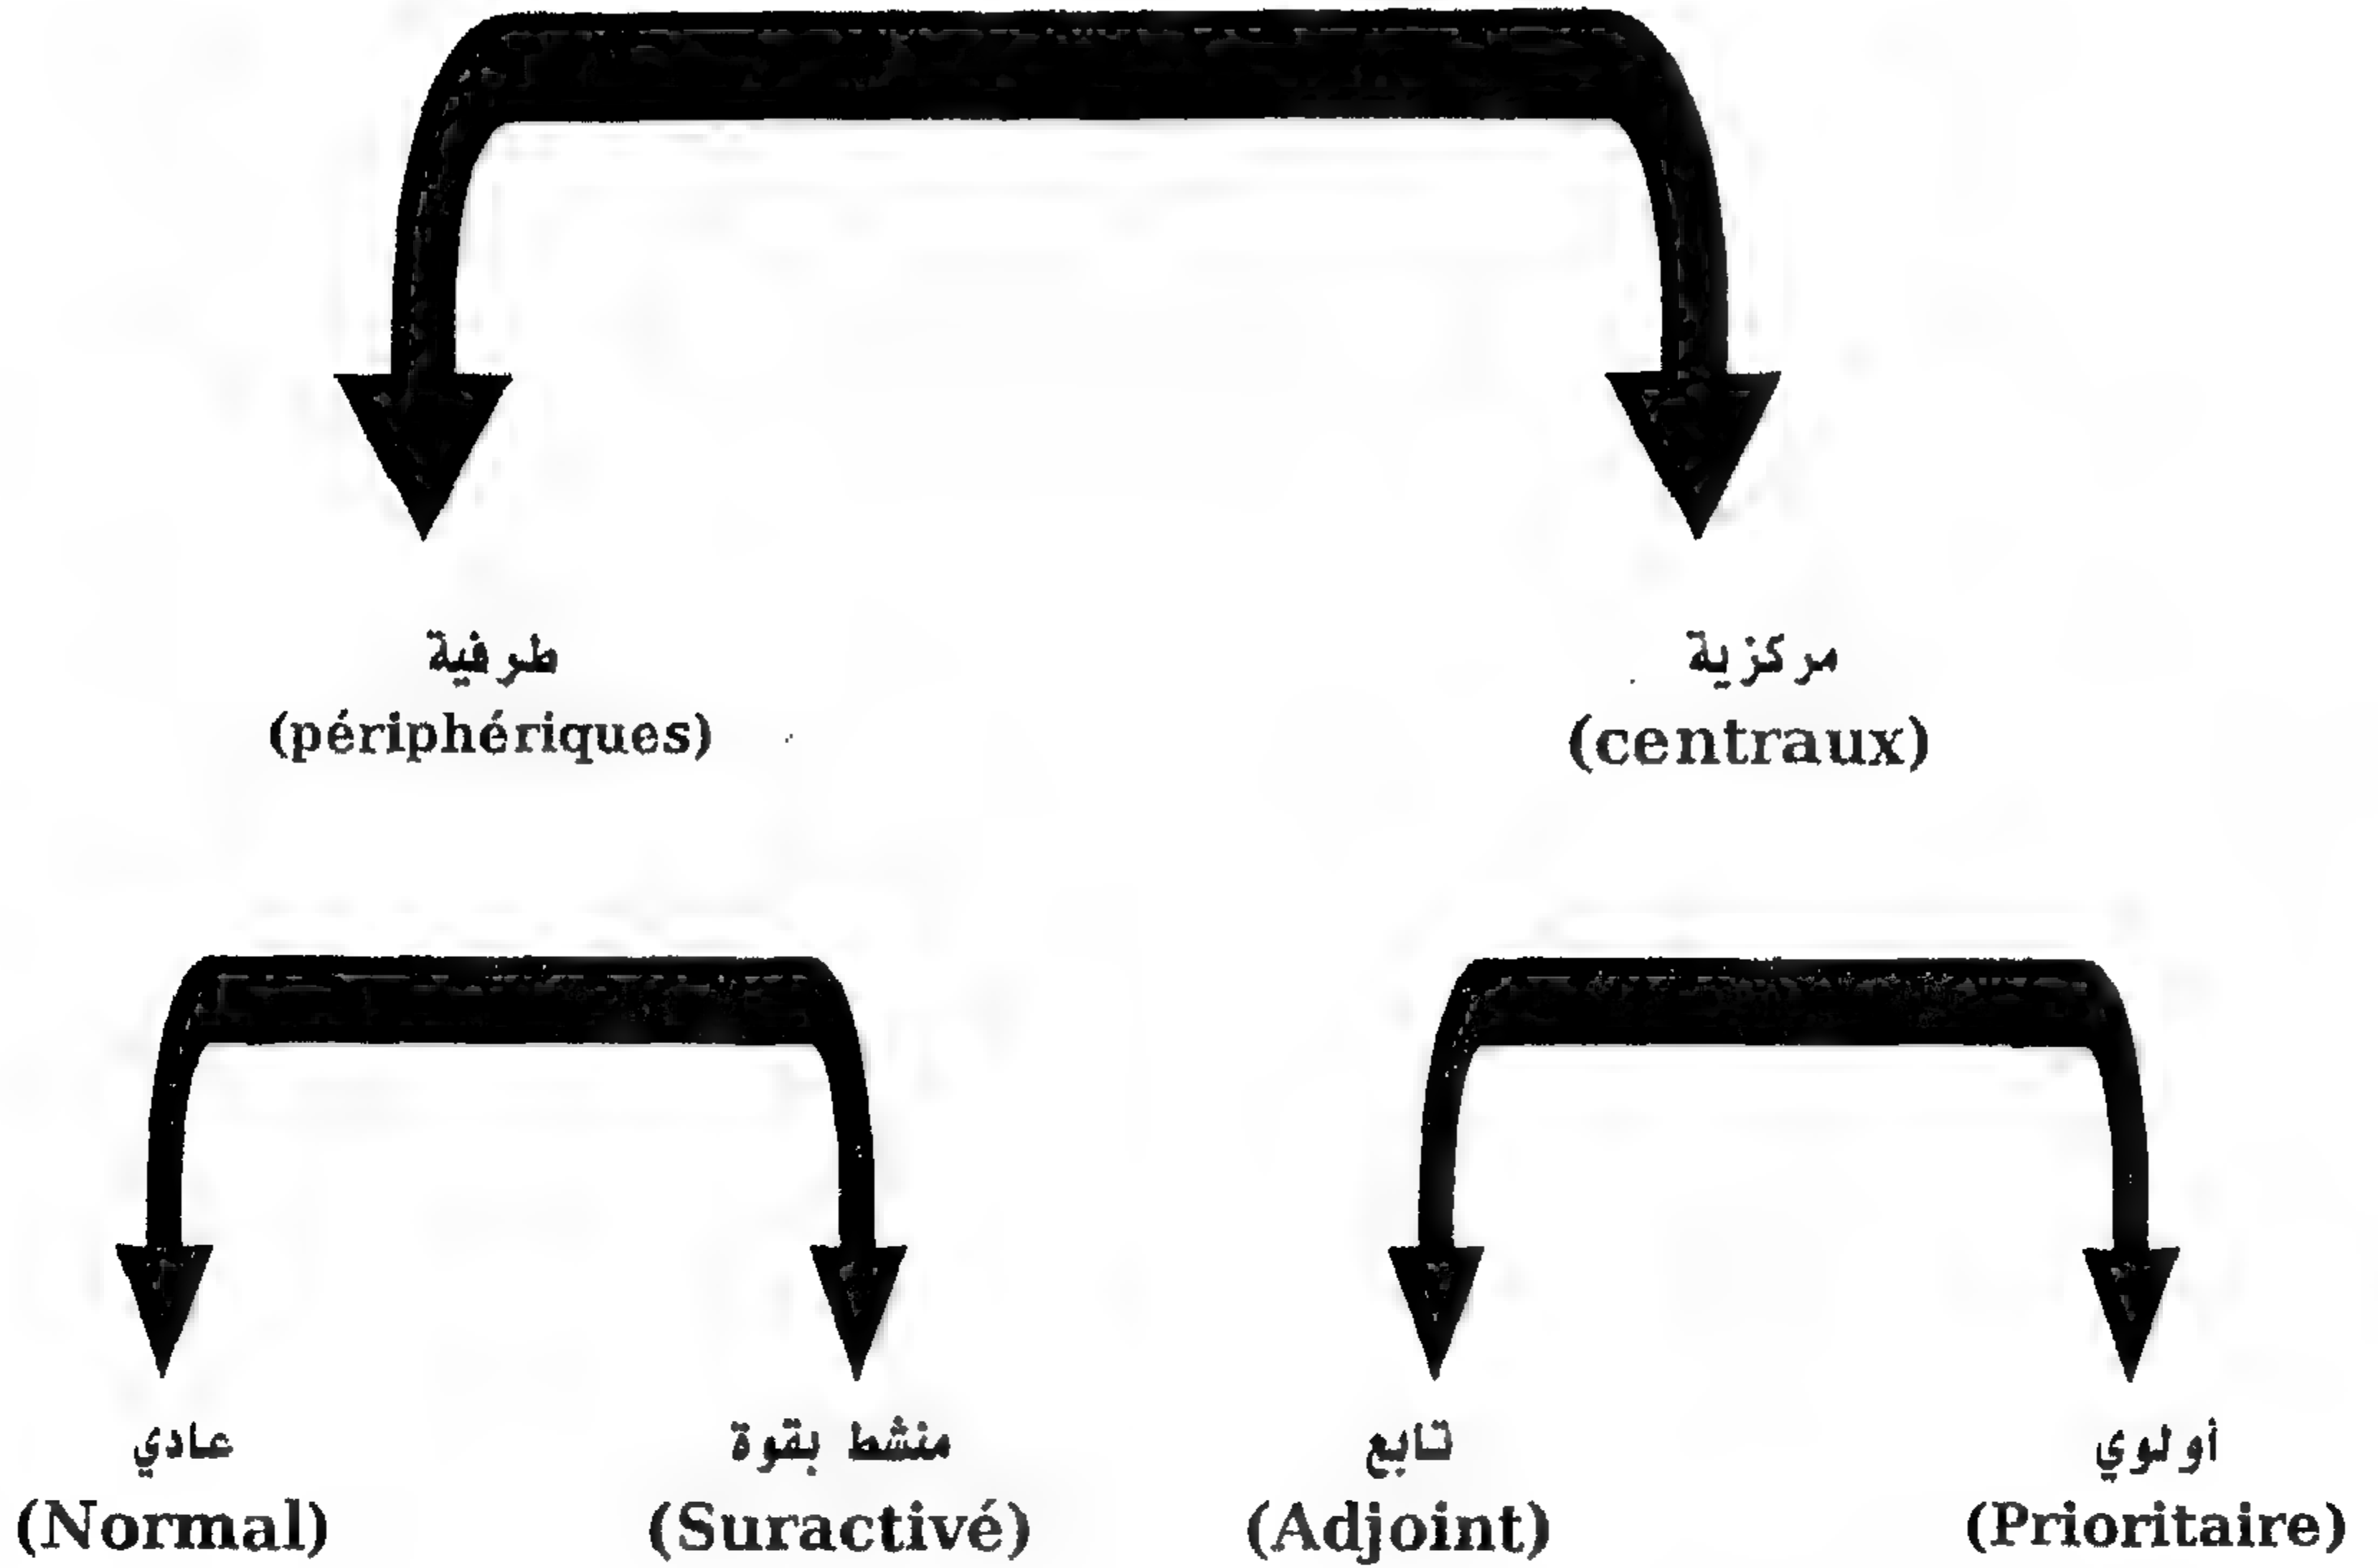 طرفية
(périphériques)
مركزية
(centraux)
عادي
(Normal)
منشط بقوة
(Suractivé)
تابع
(Adjoint)
أولوي
(Prioritaire)